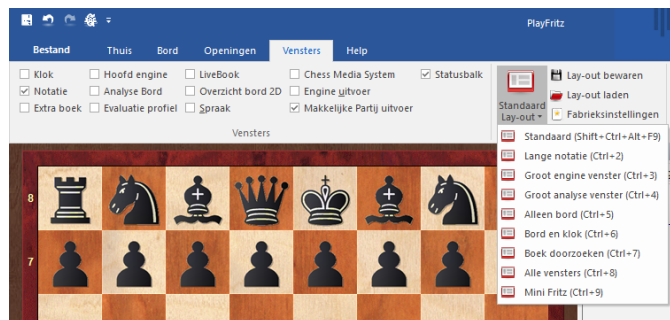 PlayFritz
Bestand Thuis Bord Openingen Vensters Help
Klok Hoofd engine LiveBook Chess Media System Statusbalk
Notatie Analyse Bord Overzicht bord 2D Engine uitvoer
Extra boek Evaluatie profiel Spraak Makkelijke Partij uitvoer
Vensters
Standaard
Lay-out
Lay-out bewaren
Lay-out laden
Fabrieksinstellingen
Standaard (Shift+Ctrl+Alt+F9)
Lange notatie (Ctrl+2)
Groot engine venster (Ctrl+3)
Groot analyse venster (Ctrl+4)
Alleen bord (Ctrl+5)
Bord en klok (Ctrl+6)
Boek doorzoeken (Ctrl+7)
Alle vensters (Ctrl+8)
Mini Fritz (Ctrl+9)
8
7